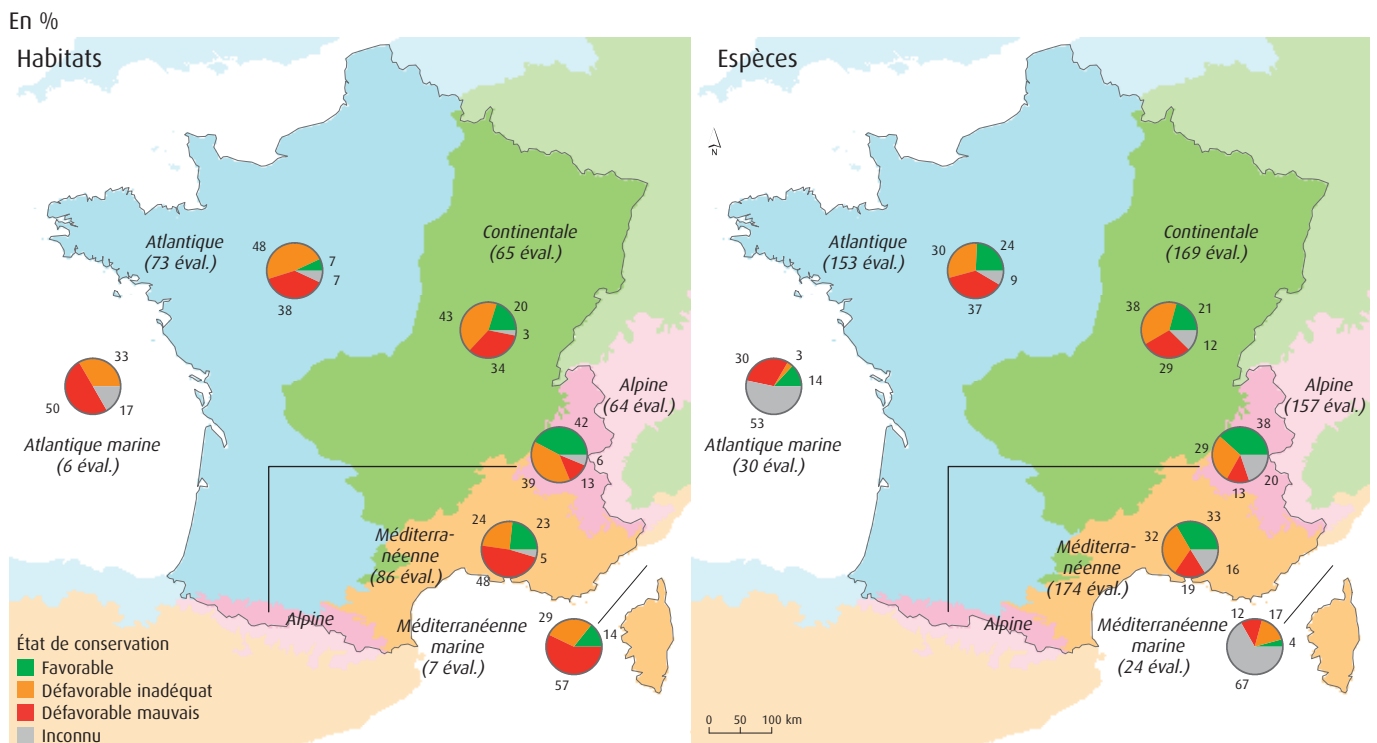 En %
Habitats
Atlantique
(73 éval.)
48
7
7
38
Continentale
(65 éval.)
43
20
3
34
33
50
17
Atlantique marine
(6 éval.)
Alpine
(64 éval.)
42
6
39
13
Méditerra-
néenne
(86 éval.)
24
23
5
48
Alpine
Méditerranéenne
marine
(7 éval.)
29
14
57
État de conservation
Favorable
Défavorable inadéquat
Défavorable mauvais
Inconnu
Espèces
N
Atlantique
(153 éval.)
30
24
9
37
Continentale
(169 éval.)
38
21
12
29
30
3
14
53
Atlantique marine
(30 éval.)
Alpine
(157 éval.)
38
29
20
13
Méditerra-
néenne
(174 éval.)
32
33
16
19
Alpine
Méditerranéenne
marine
(24 éval.)
12
17
4
67
0 50 100 km